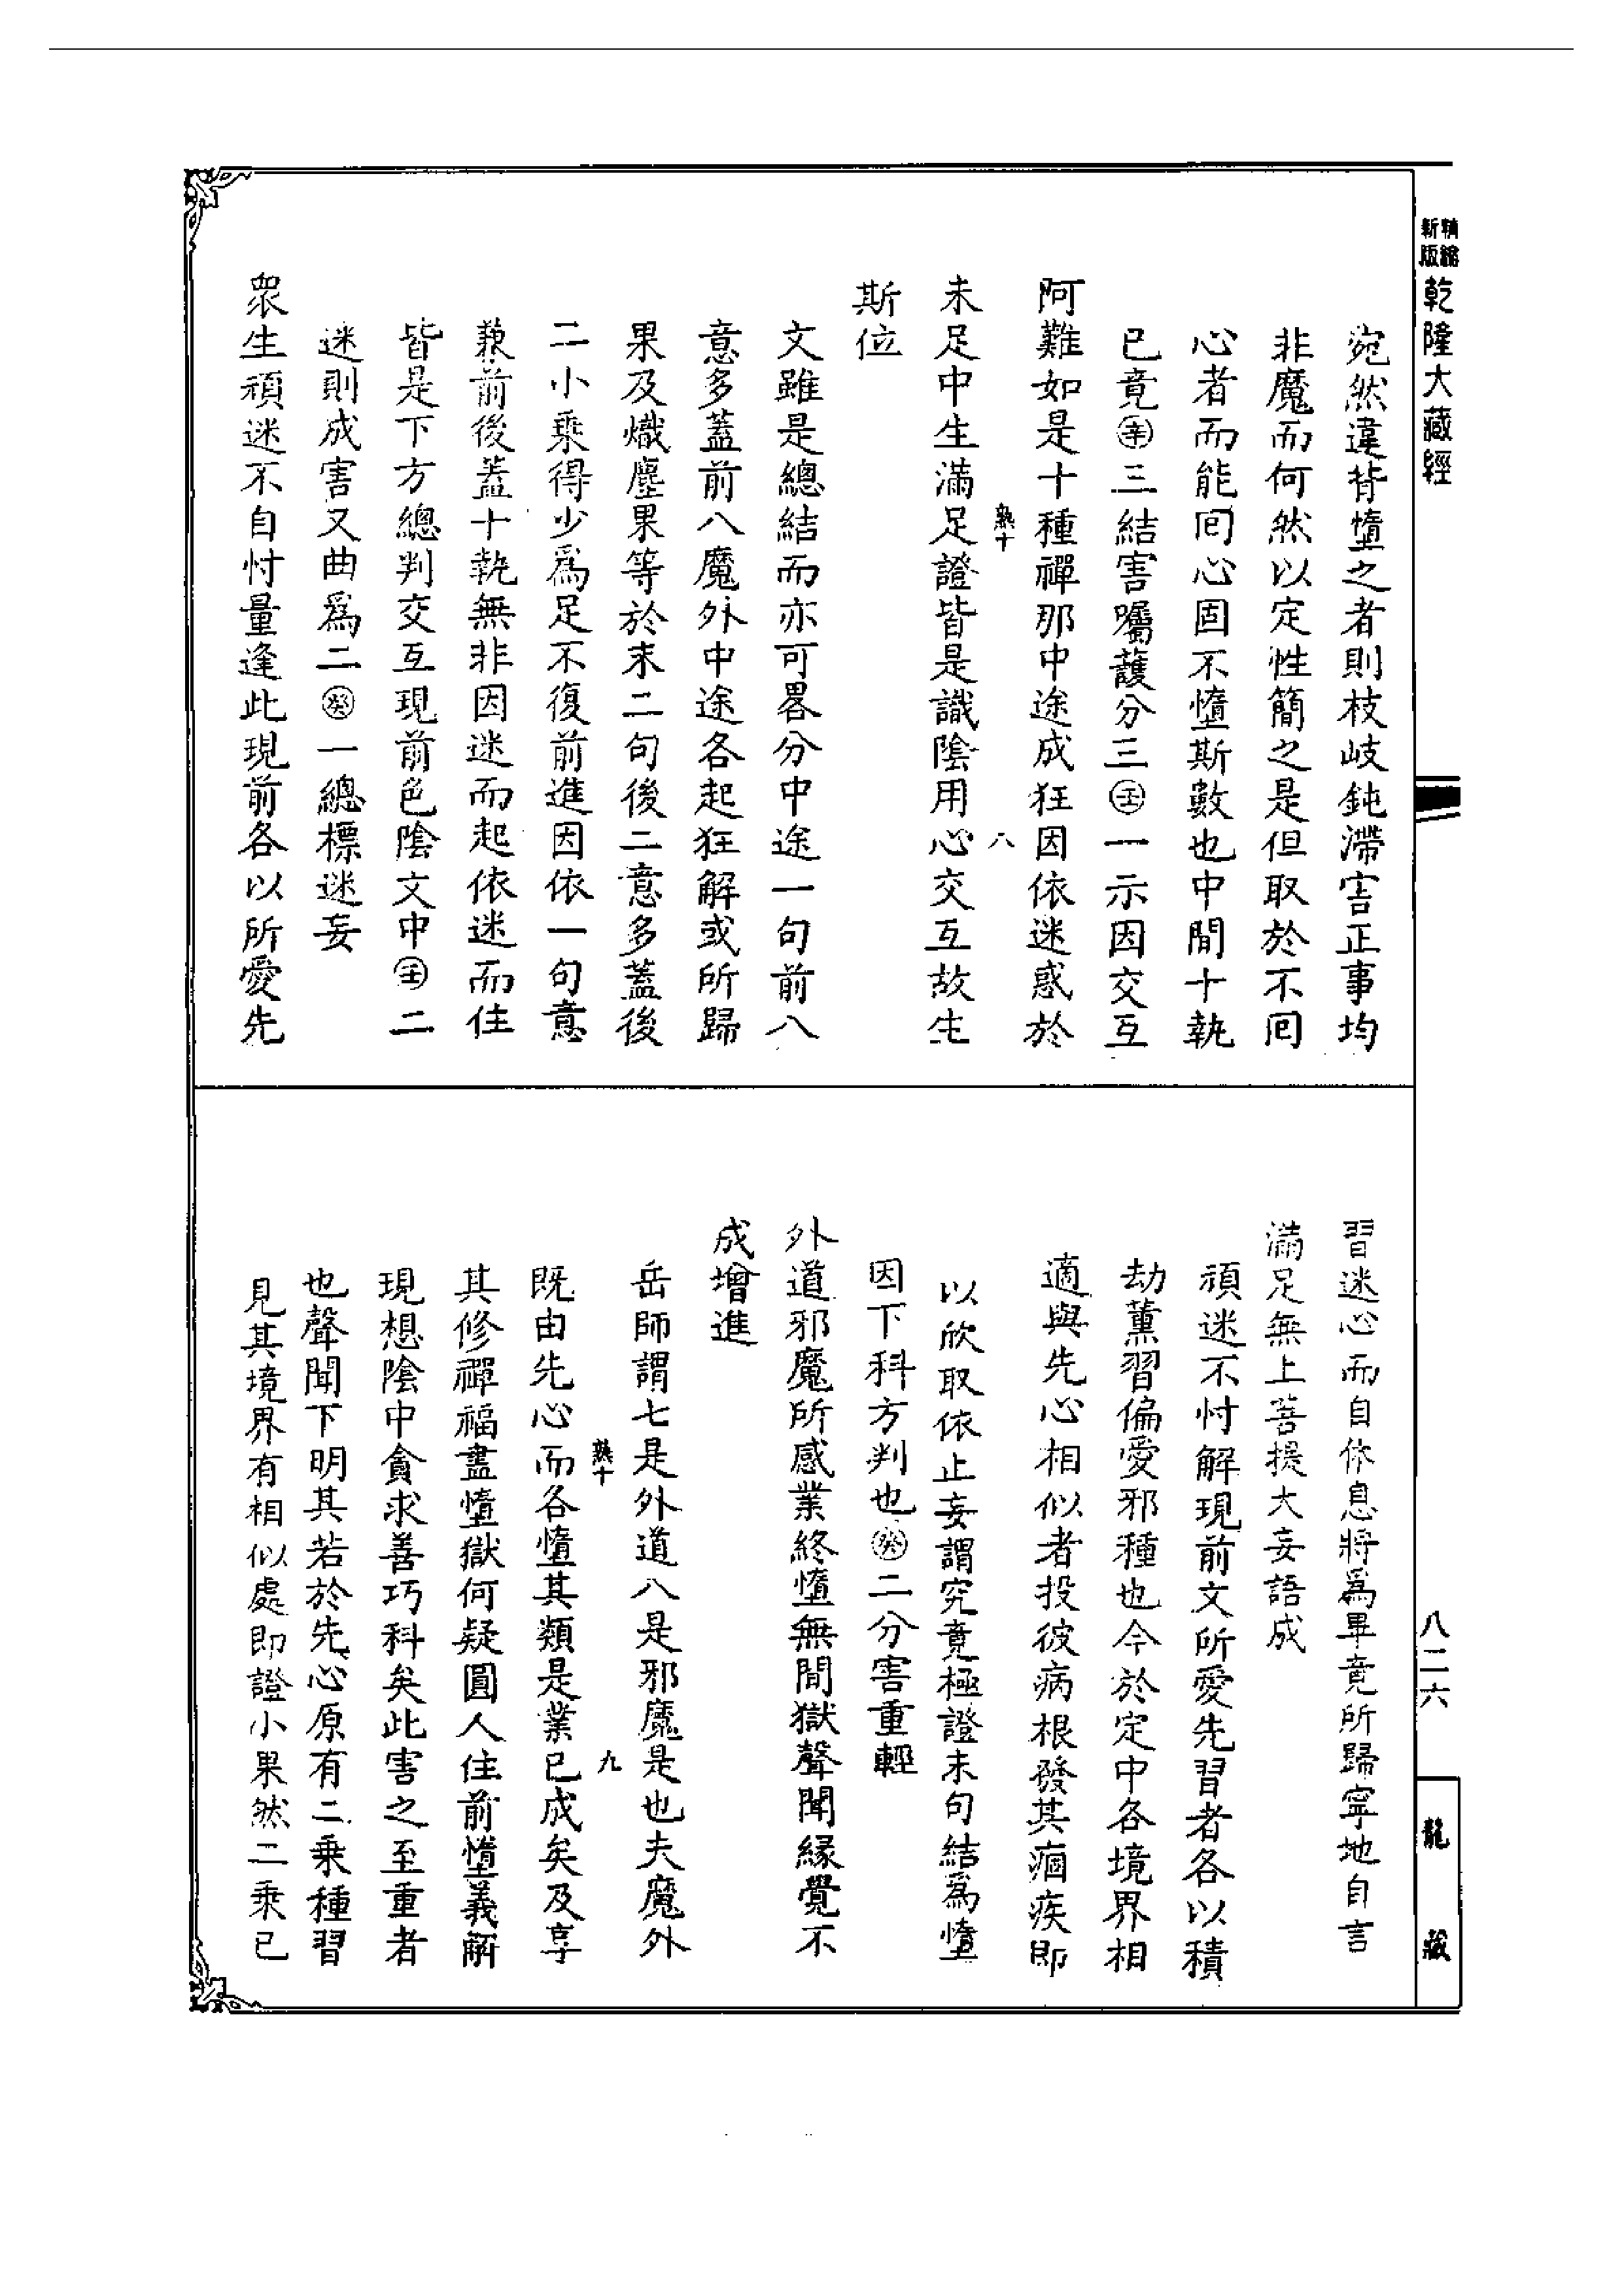 新版精縮
乾隆大藏經
宛然違背墮之者則枝岐鈍滯害正事均
非魔而何然以定性簡之是但取於不囘
心者而能囘心固不墮斯數也中間十執
已竟㊛三結害囑護分三㊛一示因交互
阿難如是十種禪那中途成狂因依迷惑於
熟十
八
未足中生滿足證皆是識陰用心交互故生
斯位
文雖是總結而亦可畧分中途一句前八
意多蓋前八魔外中途各起狂解或所歸
果及熾塵果等於末二句後二意多蓋後
二小乘得少爲足不復前進因依一句意
兼前後蓋十執無非因迷而起依迷而住
皆是下方總判交互現前色陰文中㊛二
迷則成害又曲爲二㊛一總標迷妄
衆生頑迷不自忖量逢此現前各以所愛先
習迷心而自休息將爲畢竟所歸寧地自言
滿足無上菩提大妄語成
頑迷不忖解現前文所愛先習者各以積
劫薰習偏愛邪種也今於定中各境界相
適與先心相似者投彼病根發其痼疾即
以欣取依止妄謂究竟極證未句結爲墮
因下科方判也㊛二分害重輕
外道邪魔所感業終墮無間獄聲聞緣覺不
成增進
岳師謂七是外道八是邪魔是也夫魔外
熟十
九
既由先心而各墮其類是業已成矣及享
其修禪福盡墮獄何疑圓人住前墮義解
現想陰中貪求善巧科矣此害之至重者
也聲聞下明其若於先心原有二乘種習
見其境界有相似處即證小果然二乘已
八二六
龍藏